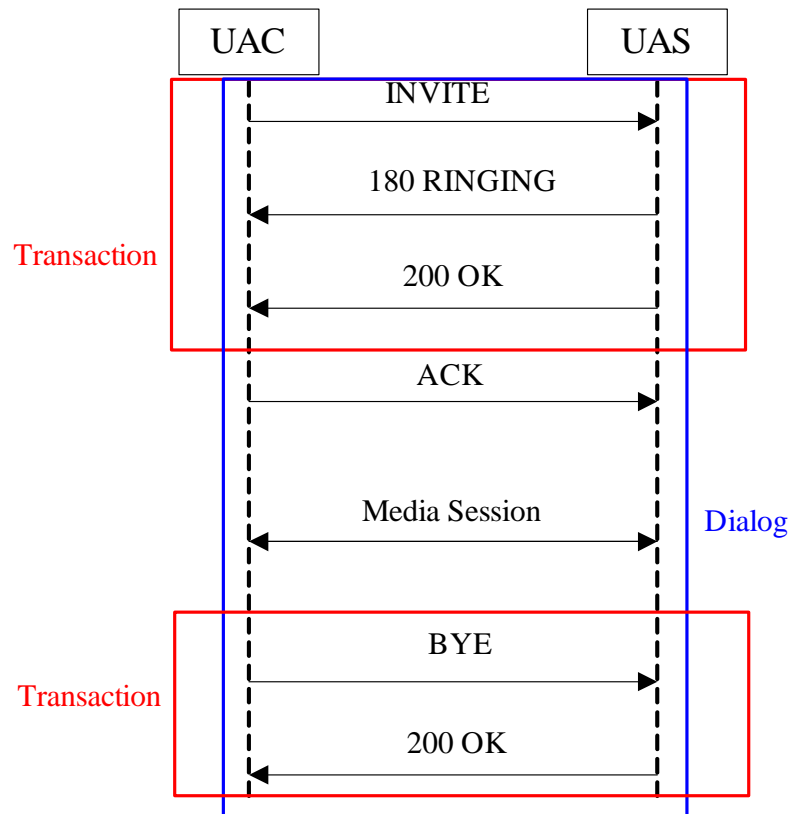 UAC
UAS
INVITE
180 RINGING
Transaction
200 OK
ACK
Media Session
Dialog
BYE
Transaction
200 OK